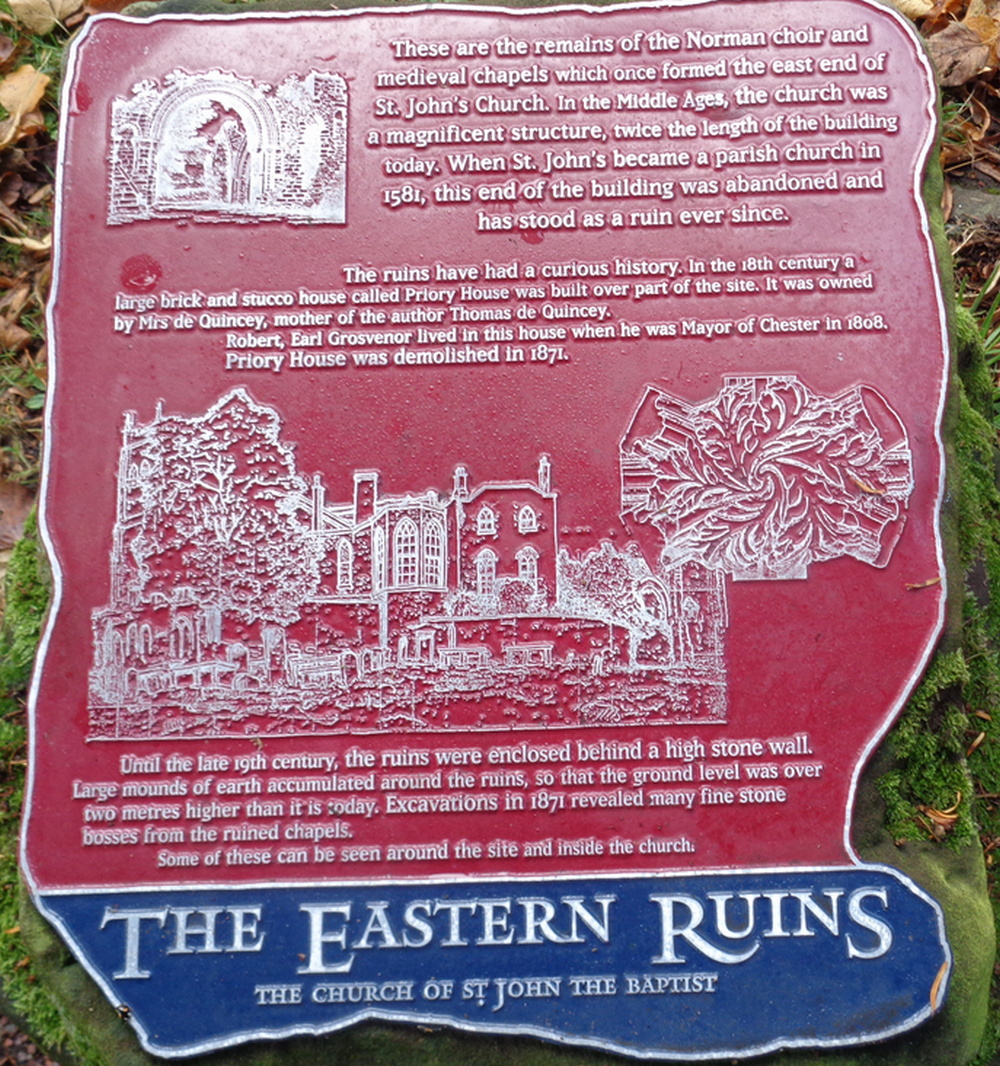 These are the remains of the Norman choir and
medieval chapels which once formed the east end of
St. John's Church. In the Middle Ages, the church was
a magnificent structure, twice the length of the building
today. When St. John's became a parish church in
1581, this end of the building was abandoned and
has stood as a ruin ever since.
The ruins have had a curious history. In the 18th century a
large brick and stucco house called Priory House was built over part of the site. It was owned
by Mrs de Quincey, mother of the author Thomas de Quincey.
Robert, Earl Grosvenor lived in this house when he was Mayor of Chester in 1808.
Priory House was demolished in 1871.
Until the late 19th century, the ruins were enclosed behind a high stone wall.
Large mounds of earth accumulated around the ruins, so that the ground level was over
two metres higher than it is today. Excavations in 1871 revealed many fine stone
bosses from the ruined chapels.
Some of these can be seen around the site and inside the church.
THE EASTERN RUINS
THE CHURCH OF ST JOHN THE BAPTIST